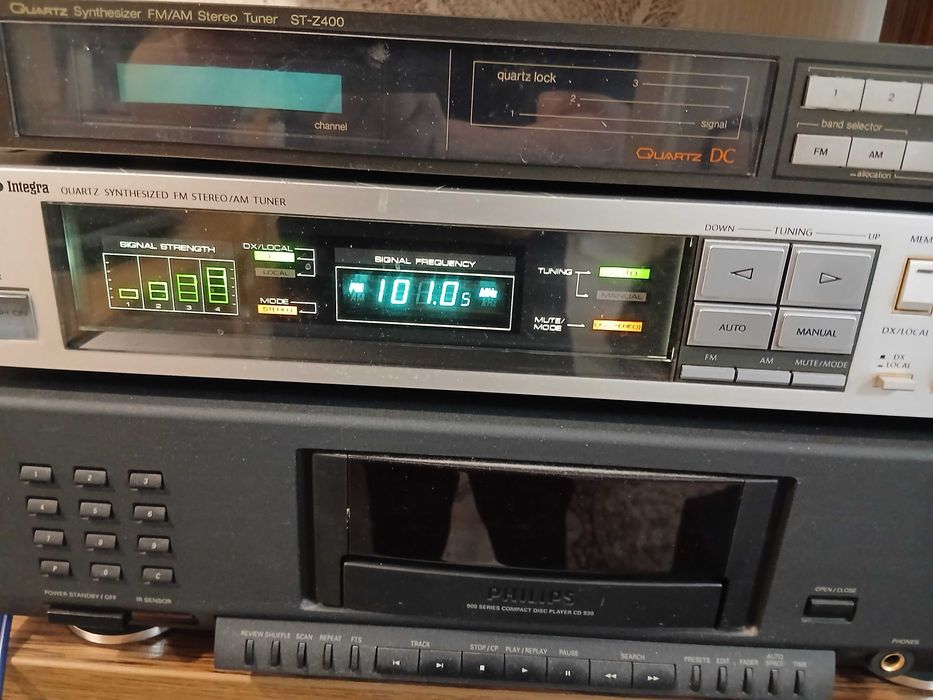 QUARTZ Synthesizer FM/AM Stereo Tuner ST-Z400
quartz lock
3
2
1
signal
channel
QUARTZ DC
1 2
band selector
FM AM
allocation
Integra QUARTZ SYNTHESIZED FM STEREO/AM TUNER
DOWN TUNING UP
SIGNAL STRENGTH
1 2 3 4
DX/LOCAL
LOCAL
MODE
STEREO
SIGNAL FREQUENCY
FM 101.05 MHz
TUNING
AUTO
MANUAL
MUTE/
MODE
AUTO MANUAL
FM AM MUTE/MODE
DX/LOCAL
DX
LOCAL
1 2 3
4 5 6
7 8 9
P 0 C
POWER STANDBY / OFF IR SENSOR
PHILIPS
900 SERIES COMPACT DISC PLAYER CD 930
OPEN / CLOSE
REVIEW SHUFFLE SCAN REPEAT FTS
TRACK STOP / CP PLAY / REPLAY PAUSE SEARCH
PRESETS EDIT FADER AUTO SPACE TIME
PHONES